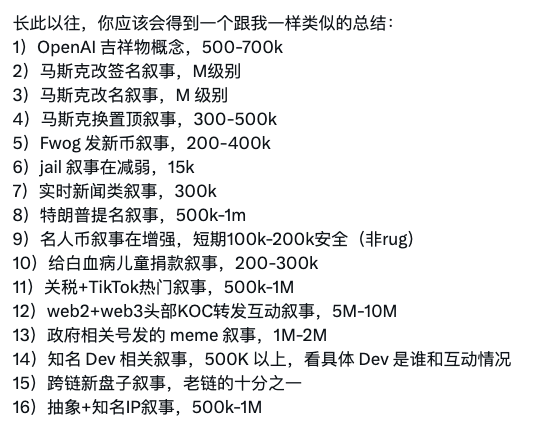 长此以往，你应该会得到一个跟我一样类似的总结：
1）OpenAI 吉祥物概念，500-700k
2）马斯克改签名叙事，M级别
3）马斯克改名叙事，M 级别
4）马斯克换置顶叙事，300-500k
5）Fwog 发新币叙事，200-400k
6）jail 叙事在减弱，15k
7）实时新闻类叙事，300k
8）特朗普提名叙事，500k-1m
9）名人币叙事在增强，短期100k-200k安全（非rug）
10）给白血病儿童捐款叙事，200-300k
11）关税+TikTok热门叙事，500k-1M
12）web2+web3头部KOC转发互动叙事，5M-10M
13）政府相关号发的 meme 叙事，1M-2M
14）知名 Dev 相关叙事，500K 以上，看具体 Dev 是谁和互动情况
15）跨链新盘子叙事，老链的十分之一
16）抽象+知名IP叙事，500k-1M